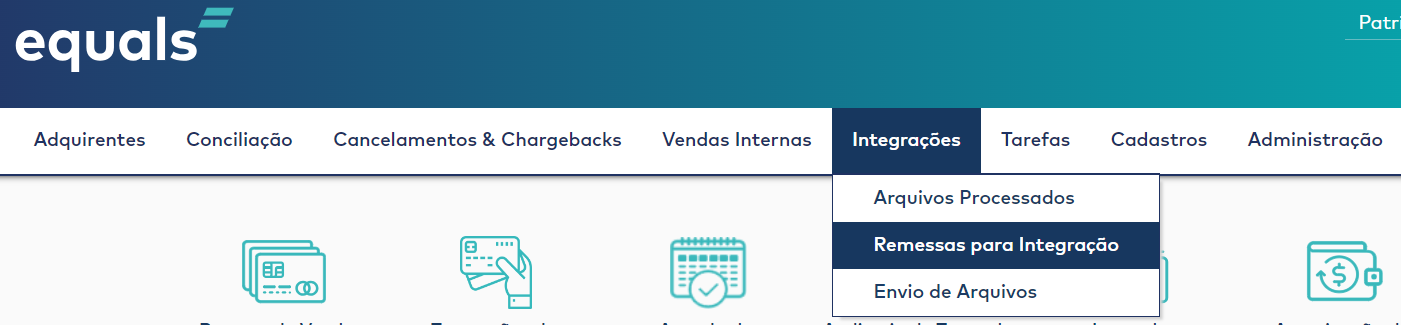 equals
Patri
Adquirentes Conciliação Cancelamentos & Chargebacks Vendas Internas Integrações Tarefas Cadastros Administração
Arquivos Processados
Remessas para Integração
Envio de Arquivos